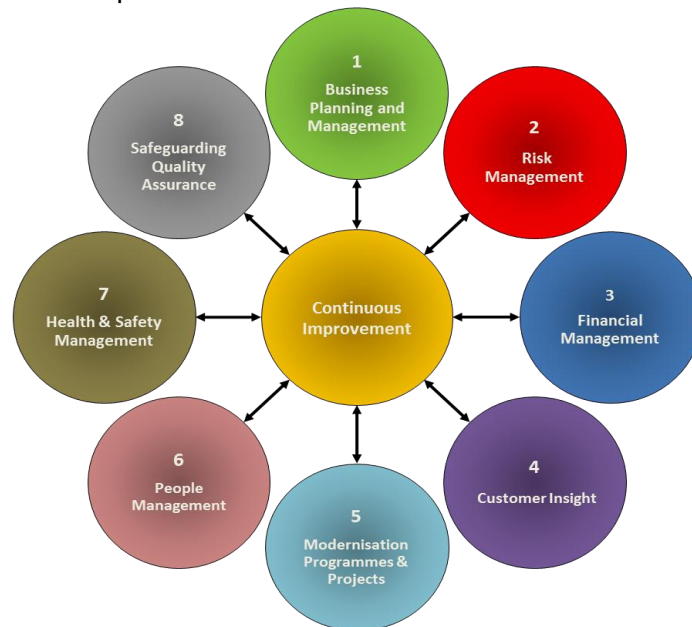 1
Business
Planning and
Management
2
Risk
Management
3
Financial
Management
4
Customer Insight
5
Modernisation
Programmes &
Projects
6
People
Management
7
Health & Safety
Management
8
Safeguarding
Quality
Assurance
Continuous
Improvement